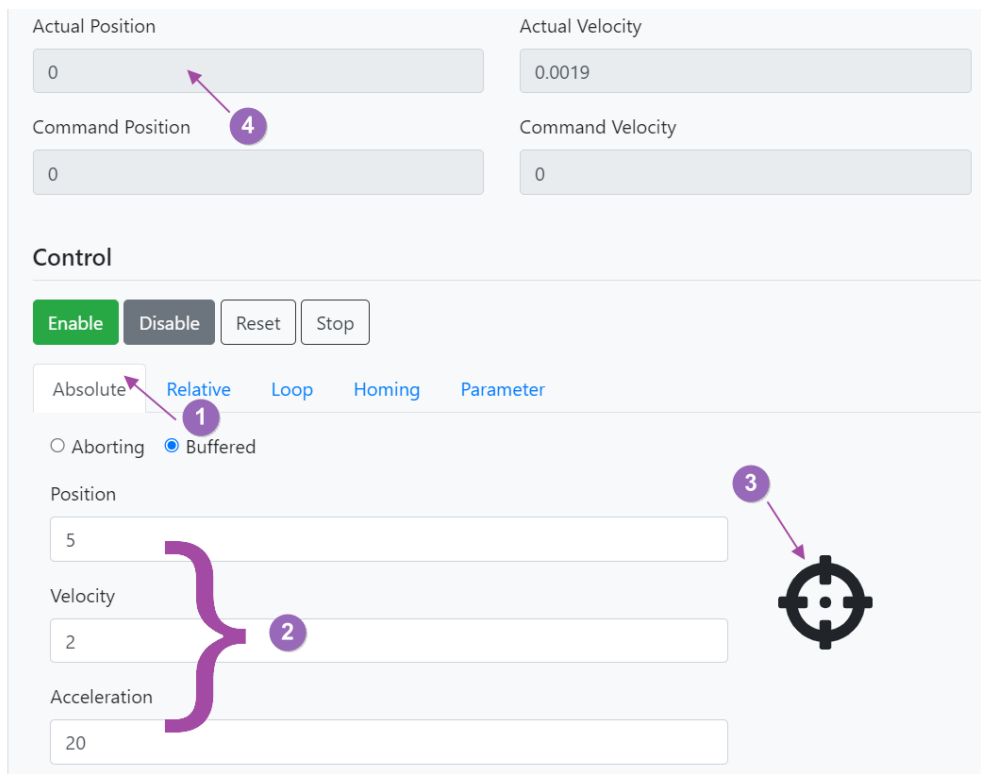 Actual Position Actual Velocity
0 0.0019
4
Command Position Command Velocity
0 0
Control
Enable Disable Reset Stop
Absolute Relative Loop Homing Parameter
1
Aborting Buffered
Position
3
5
Velocity
2
2
Acceleration
20